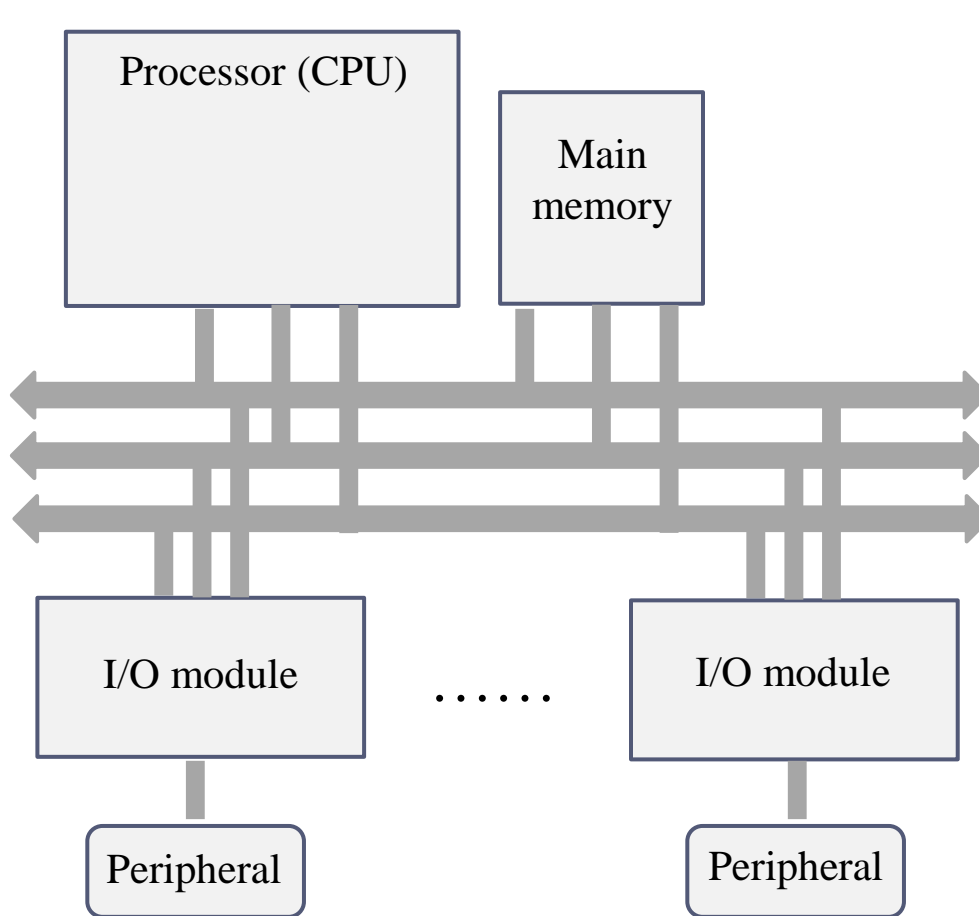 Processor (CPU)
Main
memory
I/O module
......
I/O module
Peripheral
Peripheral